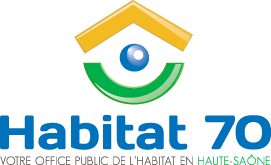 Habitat 70
VOTRE OFFICE PUBLIC DE L'HABITAT EN HAUTE-SAÔNE